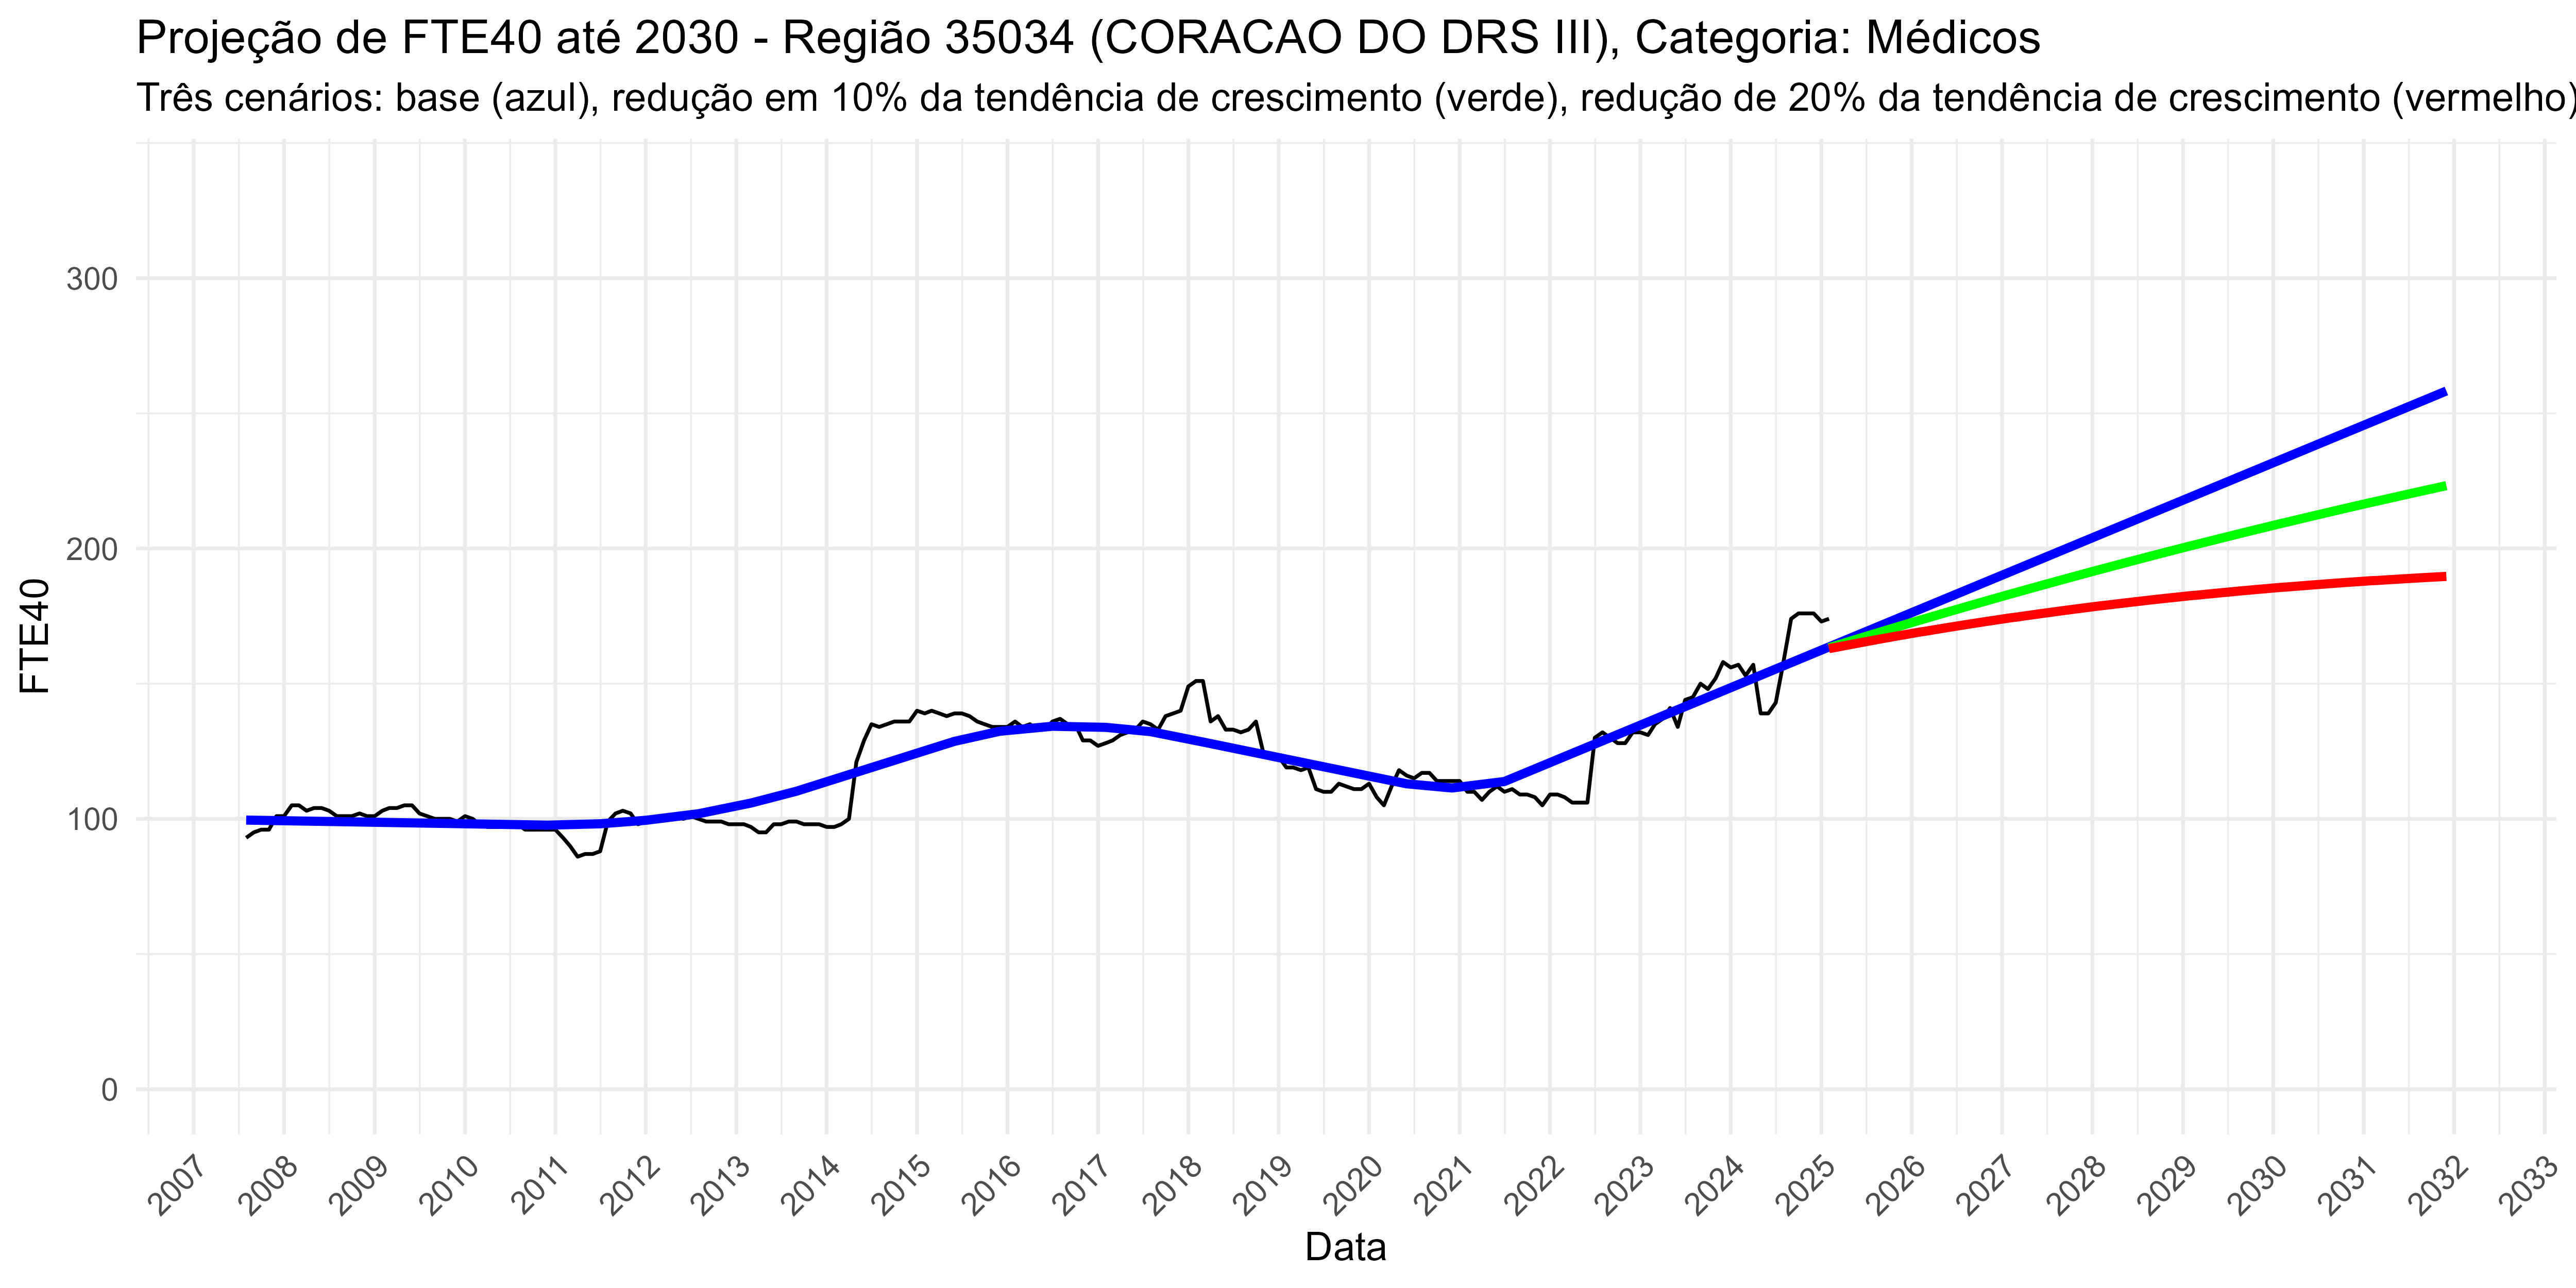 Projeção de FTE40 até 2030 - Região 35034 (CORACAO DO DRS III), Categoria: Médicos
Três cenários: base (azul), redução em 10% da tendência de crescimento (verde), redução de 20% da tendência de crescimento (vermelho)
FTE40
300
200
100
0
2007 2008 2009 2010 2011 2012 2013 2014 2015 2016 2017 2018 2019 2020 2021 2022 2023 2024 2025 2026 2027 2028 2029 2030 2031 2032 2033
Data